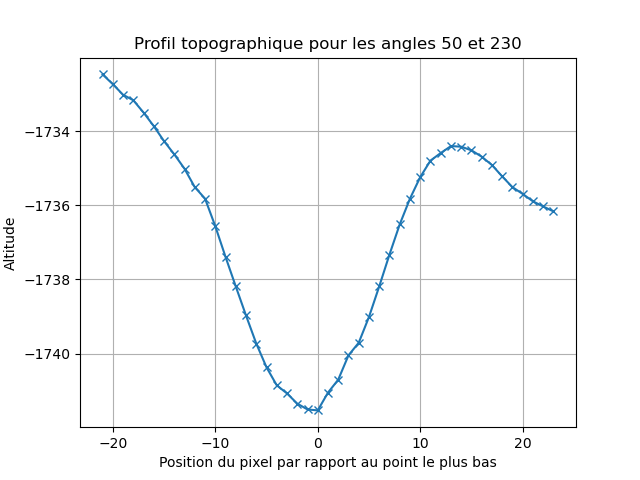 Profil topographique pour les angles 50 et 230
−1734
−1736
−1738
−1740
Altitude
−20 −10 0 10 20
Position du pixel par rapport au point le plus bas